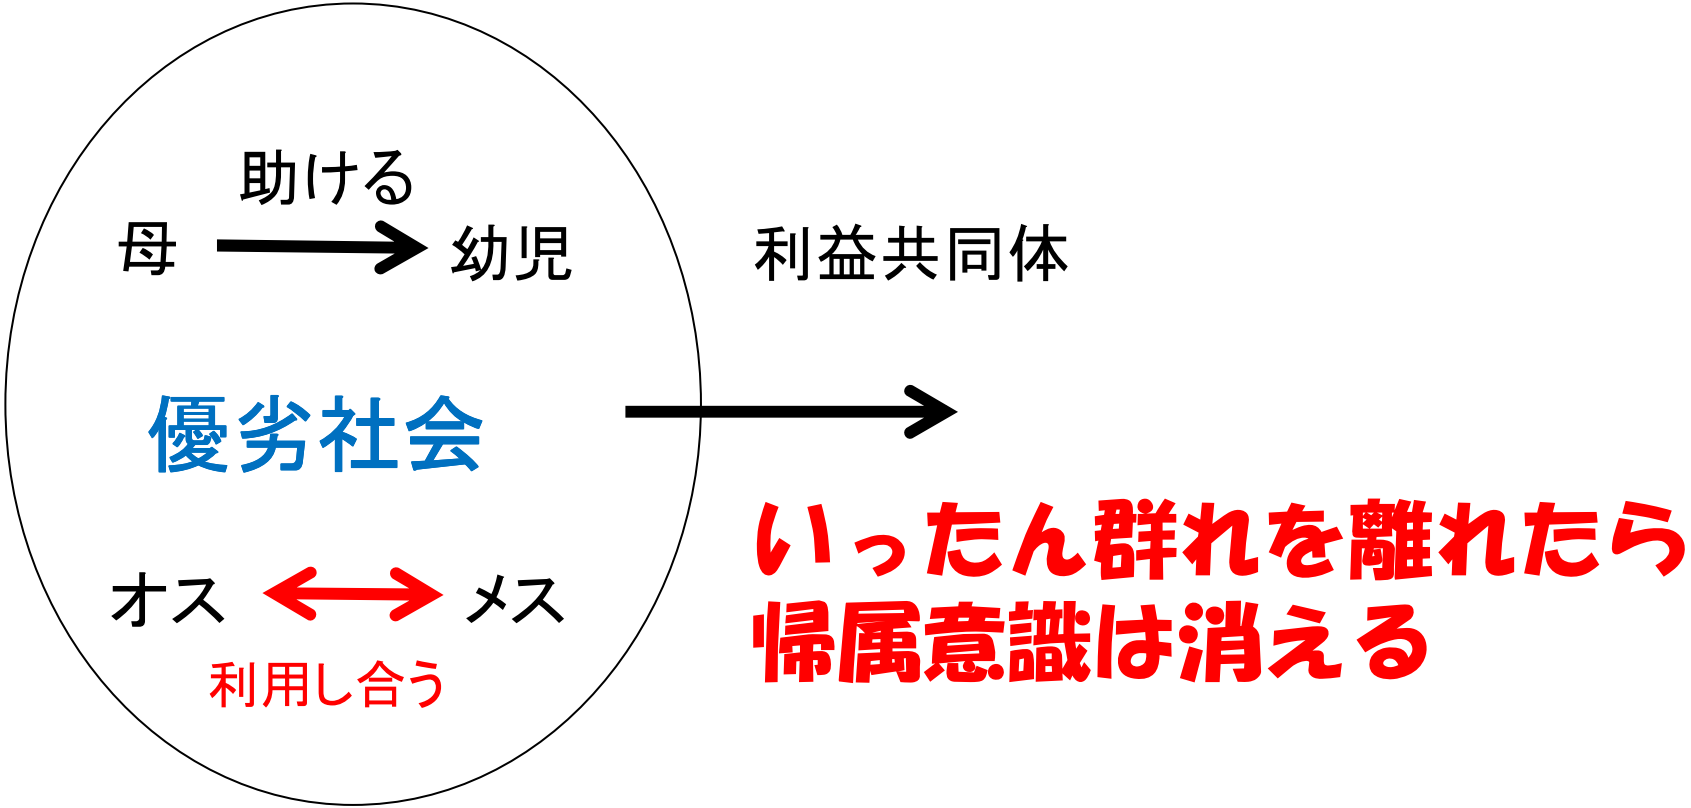 助ける
母
幼児
利益共同体
優劣社会
いったん群れを離れたら
帰属意識は消える
オス
メス
利用し合う